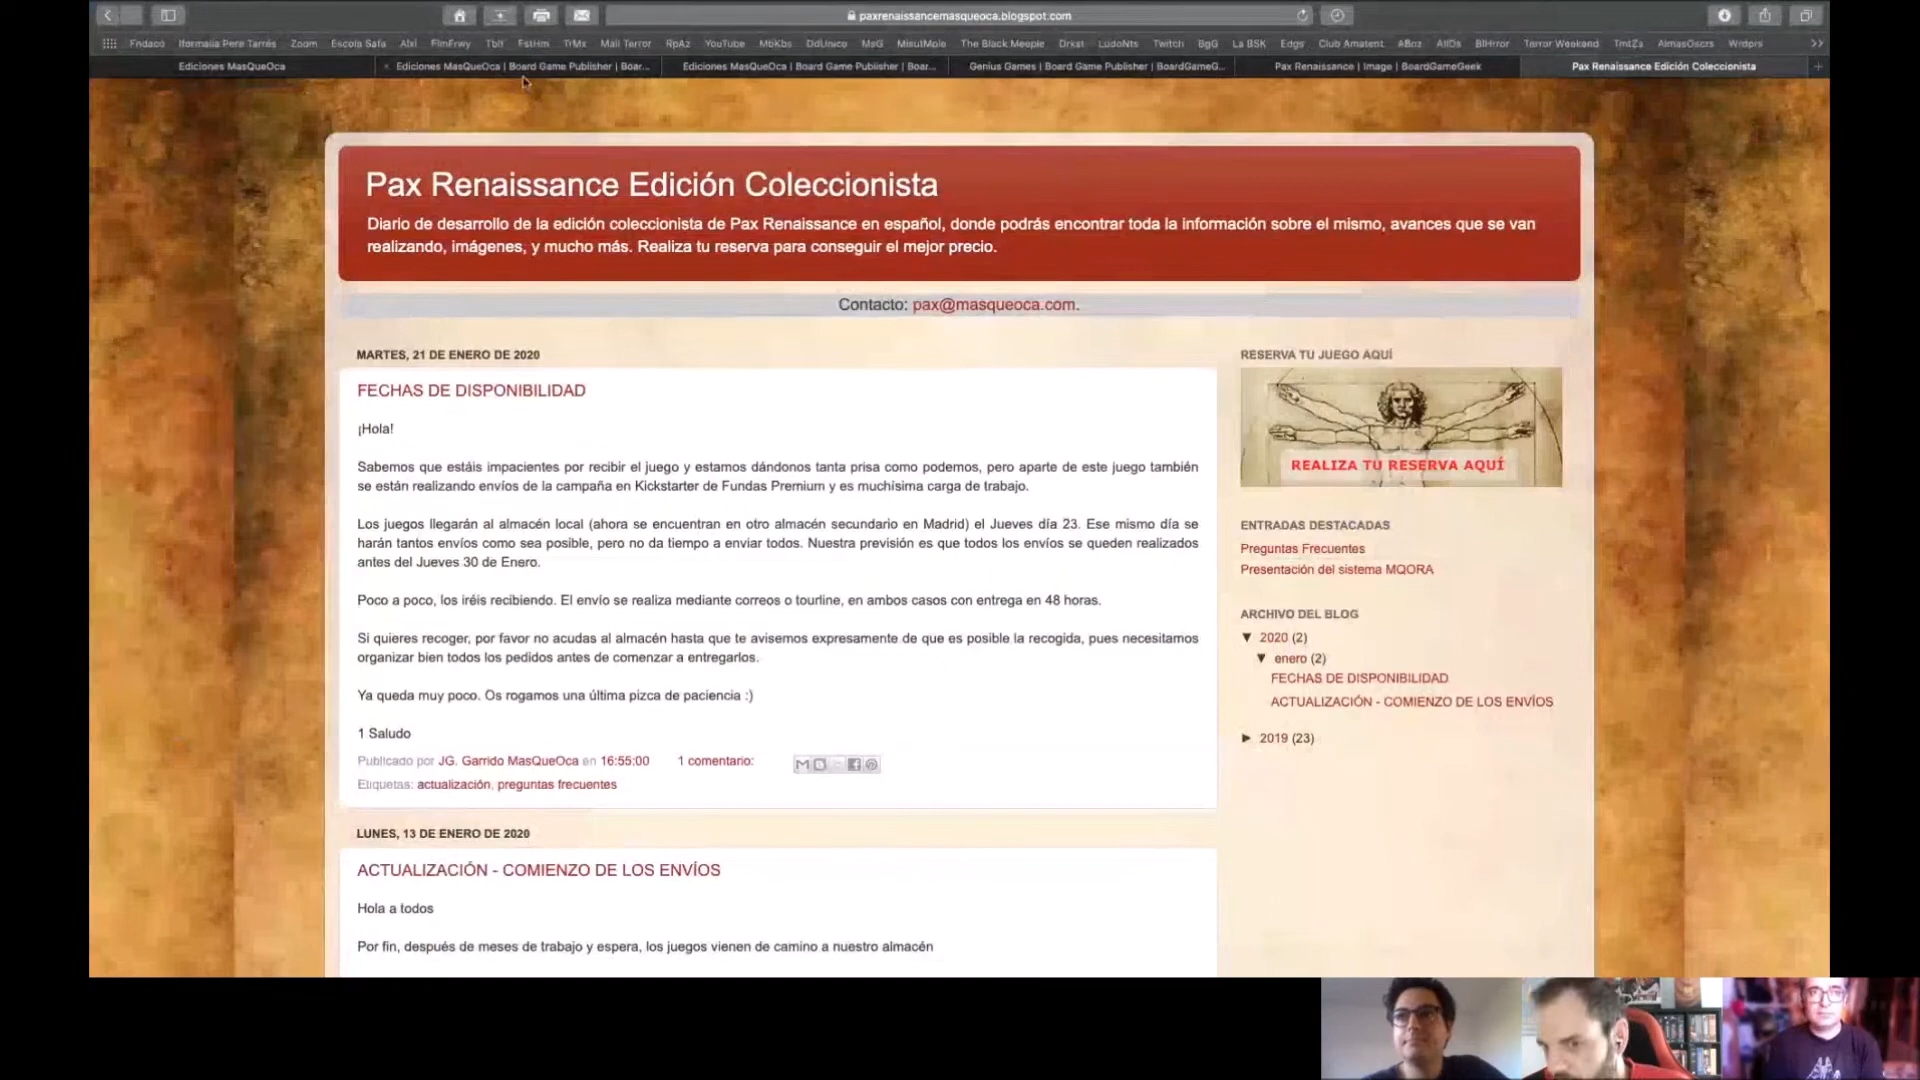 paxrenaissancemasqueoca.blogspot.com
Fndaco Iformalia Pere Tarrés Zoom Escola Safa Alxl FlmFrwy Tblt FstHm TrMx Mail Terror RpAz YouTube MbKbs DdUnico MsG MisutMole The Black Meeple Drxst LudoNts Twitch BgG La BSK Edge Club Amatent ABnz AllDs BlHrror Terror Weekend TmtZa AlmasOscrs Wrdprs
Ediciones MasQueOca
Ediciones MasQueOca | Board Game Publisher | Boar...
Ediciones MasQueOca | Board Game Publisher | Boar...
Genius Games | Board Game Publisher | BoardGameG...
Pax Renaissance | Image | BoardGameGeek
Pax Renaissance Edición Coleccionista
Pax Renaissance Edición Coleccionista
Diario de desarrollo de la edición coleccionista de Pax Renaissance en español, donde podrás encontrar toda la información sobre el mismo, avances que se van
realizando, imágenes, y mucho más. Realiza tu reserva para conseguir el mejor precio.
Contacto: pax@masqueoca.com.
MARTES, 21 DE ENERO DE 2020
FECHAS DE DISPONIBILIDAD
¡Hola!
Sabemos que estáis impacientes por recibir el juego y estamos dándonos tanta prisa como podemos, pero aparte de este juego también
se están realizando envíos de la campaña en Kickstarter de Fundas Premium y es muchísima carga de trabajo.
Los juegos llegarán al almacén local (ahora se encuentran en otro almacén secundario en Madrid) el Jueves día 23. Ese mismo día se
harán tantos envíos como sea posible, pero no da tiempo a enviar todos. Nuestra previsión es que todos los envíos se queden realizados
antes del Jueves 30 de Enero.
Poco a poco, los iréis recibiendo. El envío se realiza mediante correos o tourline, en ambos casos con entrega en 48 horas.
Si quieres recoger, por favor no acudas al almacén hasta que te avisemos expresamente de que es posible la recogida, pues necesitamos
organizar bien todos los pedidos antes de comenzar a entregarlos.
Ya queda muy poco. Os rogamos una última pizca de paciencia :)
1 Saludo
Publicado por JG. Garrido MasQueOca en 16:55:00 1 comentario:
Etiquetas: actualización, preguntas frecuentes
LUNES, 13 DE ENERO DE 2020
ACTUALIZACIÓN - COMIENZO DE LOS ENVÍOS
Hola a todos
Por fin, después de meses de trabajo y espera, los juegos vienen de camino a nuestro almacén
RESERVA TU JUEGO AQUÍ
REALIZA TU RESERVA AQUÍ
ENTRADAS DESTACADAS
Preguntas Frecuentes
Presentación del sistema MQORA
ARCHIVO DEL BLOG
▼ 2020 (2)
▼ enero (2)
FECHAS DE DISPONIBILIDAD
ACTUALIZACIÓN - COMIENZO DE LOS ENVÍOS
► 2019 (23)